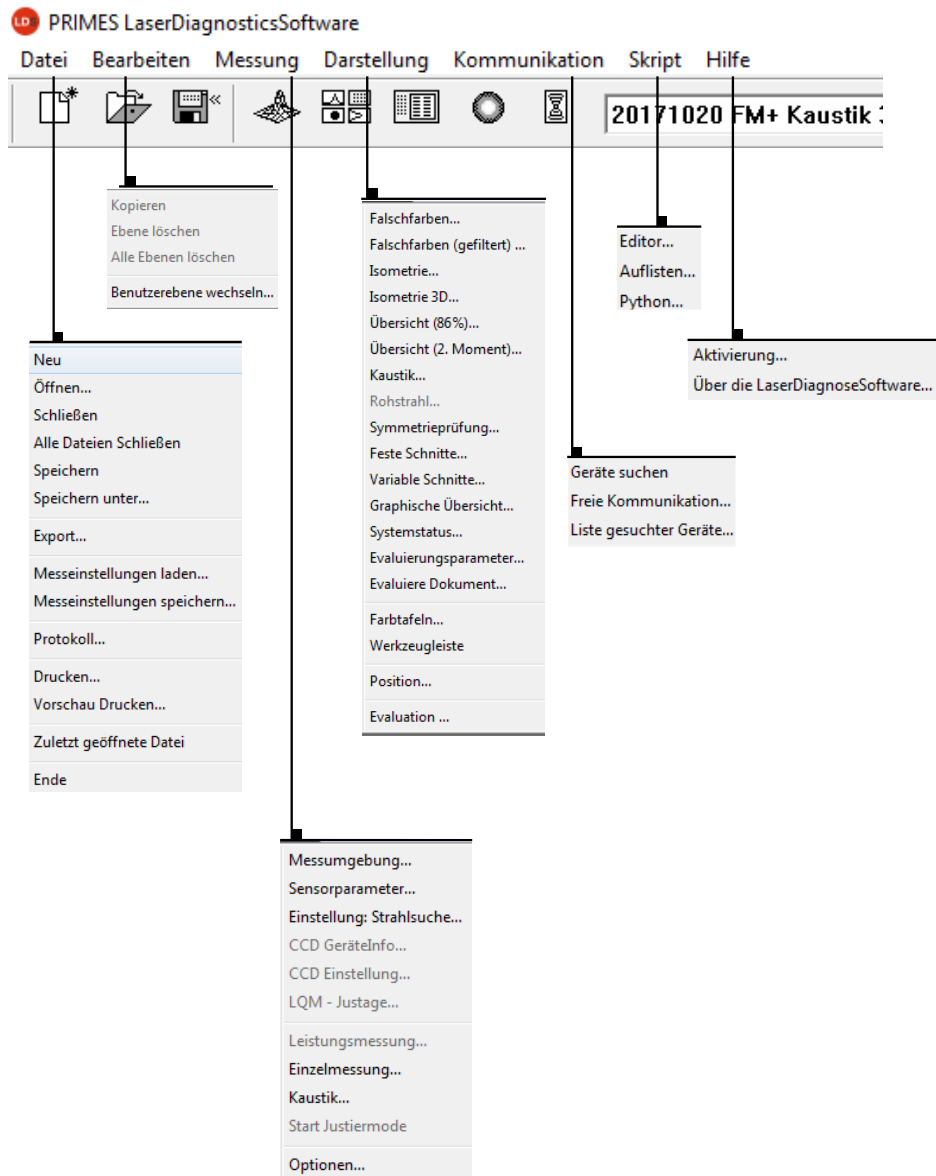 LDS PRIMES LaserDiagnosticsSoftware
Datei Bearbeiten Messung Darstellung Kommunikation Skript Hilfe
20171020 FM+ Kaustik
Kopieren
Ebene löschen
Alle Ebenen löschen
Benutzerebene wechseln...
Falschfarben...
Falschfarben (gefiltert) ...
Isometrie...
Isometrie 3D...
Übersicht (86%)...
Übersicht (2. Moment)...
Kaustik...
Rohstrahl...
Symmetrieprüfung...
Feste Schnitte...
Variable Schnitte...
Graphische Übersicht...
Systemstatus...
Evaluierungsparameter...
Evaluiere Dokument...
Farbtafeln...
Werkzeugleiste
Position...
Evaluation ...
Editor...
Auflisten...
Python...
Aktivierung...
Über die LaserDiagnoseSoftware...
Geräte suchen
Freie Kommunikation...
Liste gesuchter Geräte...
Neu
Öffnen...
Schließen
Alle Dateien Schließen
Speichern
Speichern unter...
Export...
Messeinstellungen laden...
Messeinstellungen speichern...
Protokoll...
Drucken...
Vorschau Drucken...
Zuletzt geöffnete Datei
Ende
Messumgebung...
Sensorparameter...
Einstellung: Strahlsuche...
CCD GeräteInfo...
CCD Einstellung...
LQM - Justage...
Leistungsmessung...
Einzelmessung...
Kaustik...
Start Justiermode
Optionen...